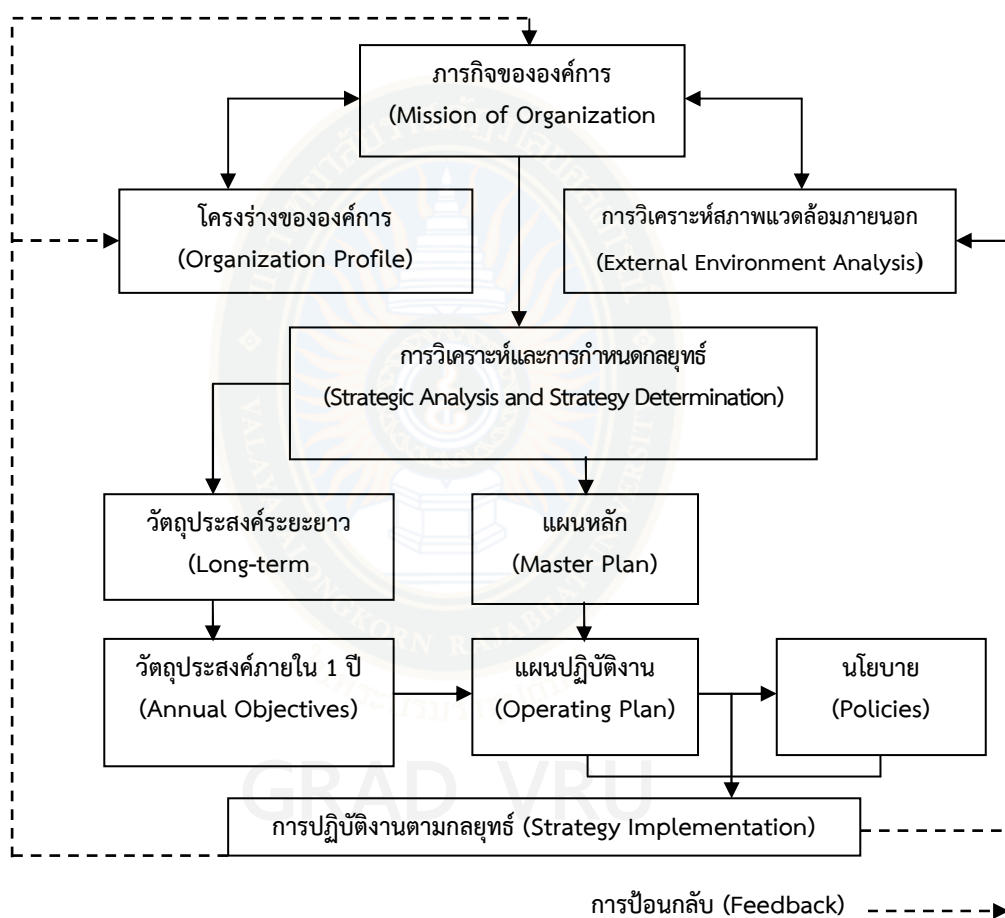 ภารกิจขององค์การ
(Mission of Organization
โครงร่างขององค์การ
(Organization Profile)
การวิเคราะห์สภาพแวดล้อมภายนอก
(External Environment Analysis)
การวิเคราะห์และการกำหนดกลยุทธ์
(Strategic Analysis and Strategy Determination)
วัตถุประสงค์ระยะยาว
(Long-term
แผนหลัก
(Master Plan)
วัตถุประสงค์ภายใน 1 ปี
(Annual Objectives)
แผนปฏิบัติงาน
(Operating Plan)
นโยบาย
(Policies)
GRAD VRU
การปฏิบัติงานตามกลยุทธ์ (Strategy Implementation)
การป้อนกลับ (Feedback)